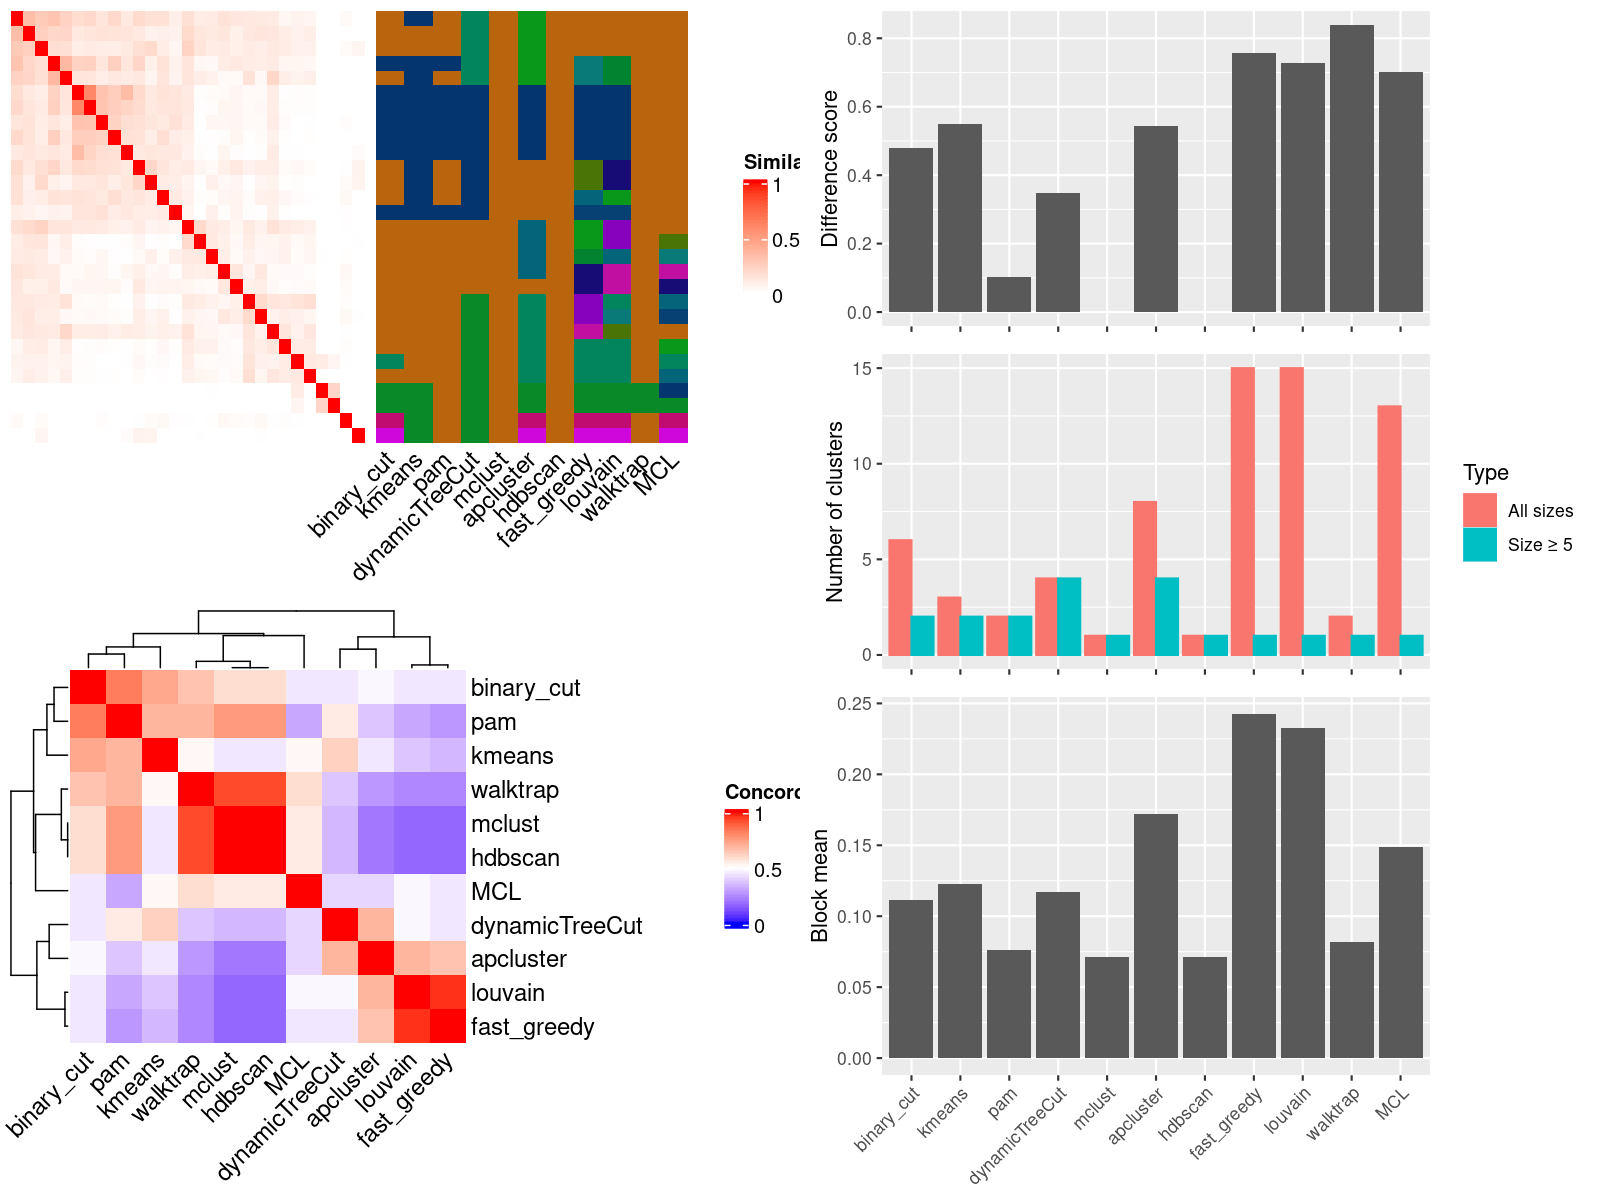 Simila
1
0.5
0
binary_cut
kmeans
pam
dynamicTreeCut
mclust
apcluster
hdbscan
fast_greedy
louvain
walktrap
MCL
binary_cut
pam
kmeans
walktrap
mclust
hdbscan
MCL
dynamicTreeCut
apcluster
louvain
fast_greedy
binary_cut
pam
kmeans
walktrap
mclust
hdbscan
MCL
dynamicTreeCut
apcluster
louvain
fast_greedy
Concord
1
0.5
0
Difference score
0.8
0.6
0.4
0.2
0.0
Number of clusters
15
10
5
0
Type
All sizes
Size ≥ 5
Block mean
0.25
0.20
0.15
0.10
0.05
0.00
binary_cut
kmeans
pam
dynamicTreeCut
mclust
apcluster
hdbscan
fast_greedy
louvain
walktrap
MCL